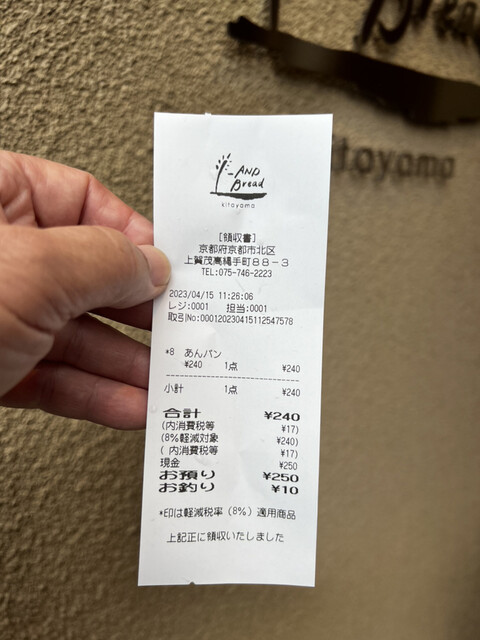 Bread
kitoyama
AND
Bread
kitayama
[領収書]
京都府京都市北区
上賀茂高縄手町88-3
TEL:075-746-2223
2023/04/15 11:26:06
レジ:0001 担当:0001
取引No:000120230415112547578
*8 あんパン
¥240 1点 ¥240
小計 1点 ¥240
合計 ¥240
(内消費税等 ¥17)
(8%軽減対象 ¥240)
( 内消費税等 ¥17)
現金 ¥250
お預り ¥250
お釣り ¥10
*印は軽減税率(8%)適用商品
上記正に領収いたしました